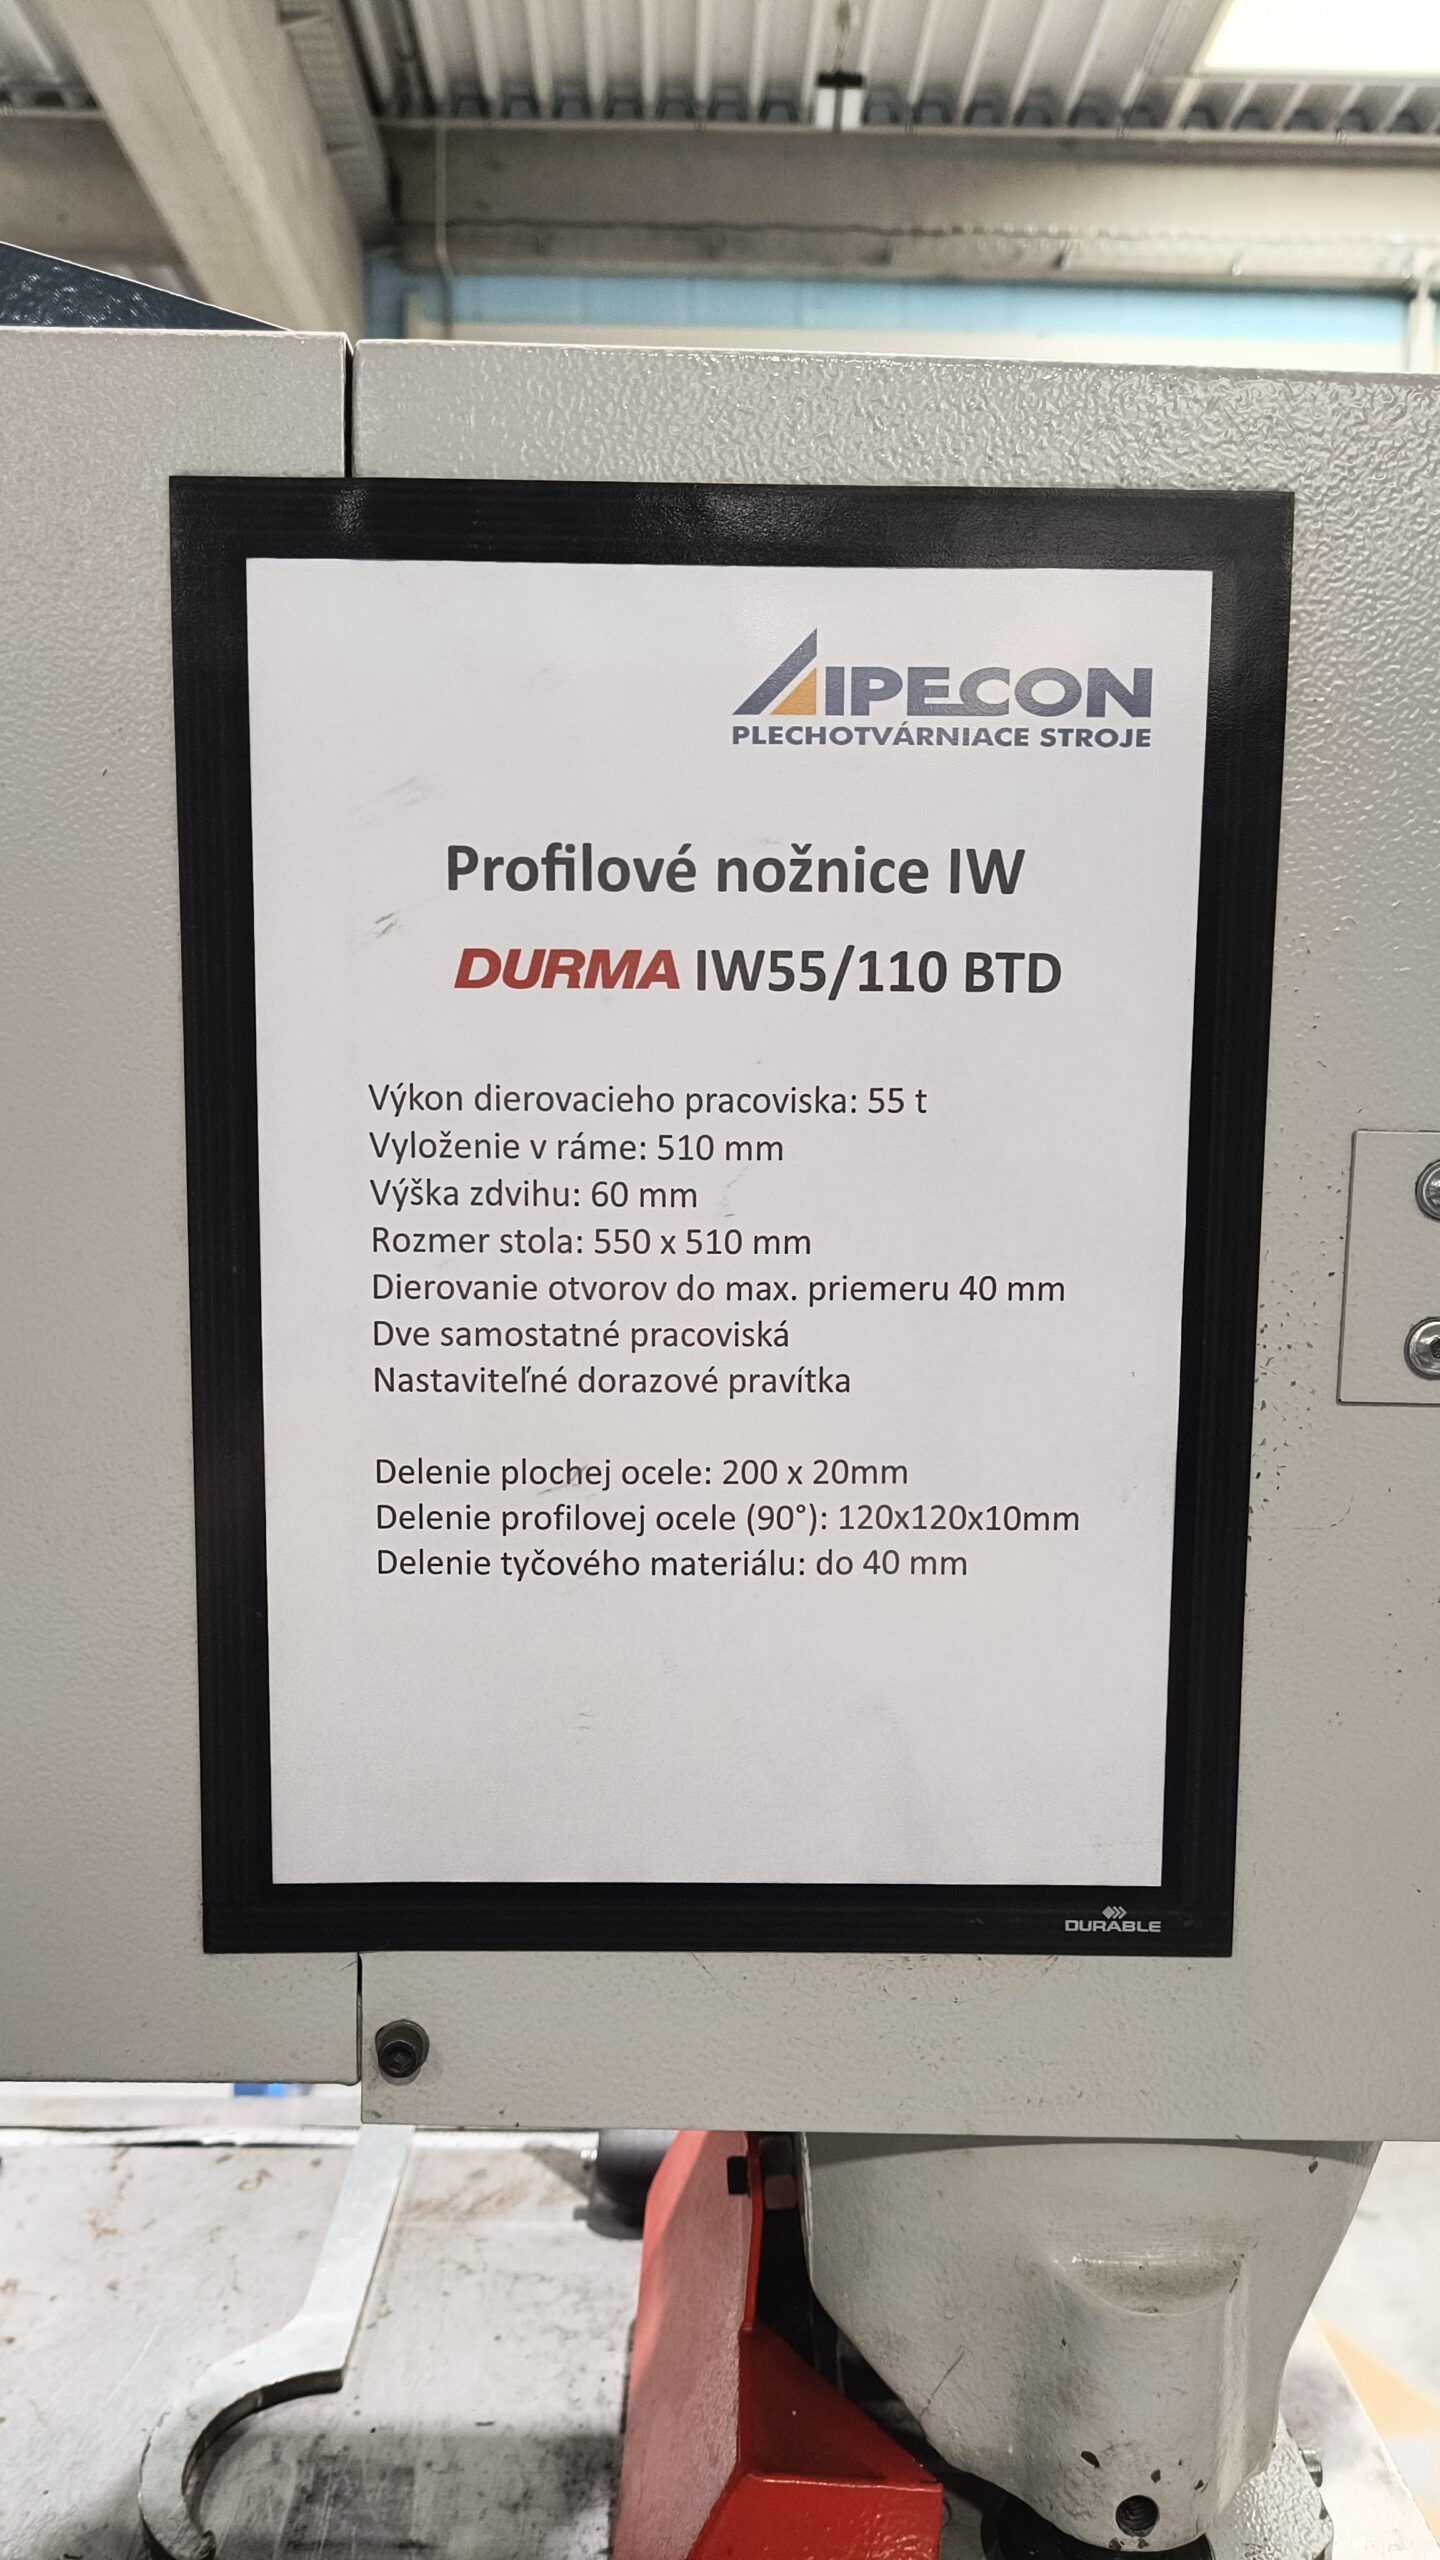 IPECON
PLECHOTVÁRNIACE STROJE
Profilové nožnice IW
DURMA IW55/110 BTD
Výkon dierovacieho pracoviska: 55 t
Vyloženie v ráme: 510 mm
Výška zdvihu: 60 mm
Rozmer stola: 550 x 510 mm
Dierovanie otvorov do max. priemeru 40 mm
Dve samostatné pracoviská
Nastaviteľné dorazové pravítka
Delenie plochej ocele: 200 x 20mm
Delenie profilovej ocele (90°): 120x120x10mm
Delenie tyčového materiálu: do 40 mm
DURABLE